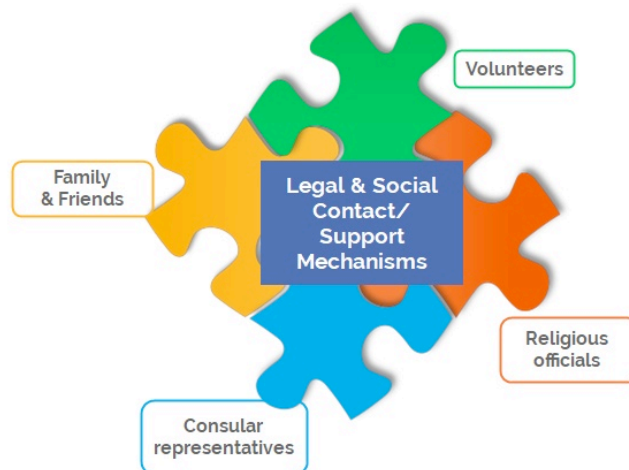 Volunteers
Family
& Friends
Legal & Social
Contact/
Support
Mechanisms
Religious
officials
Consular
representatives